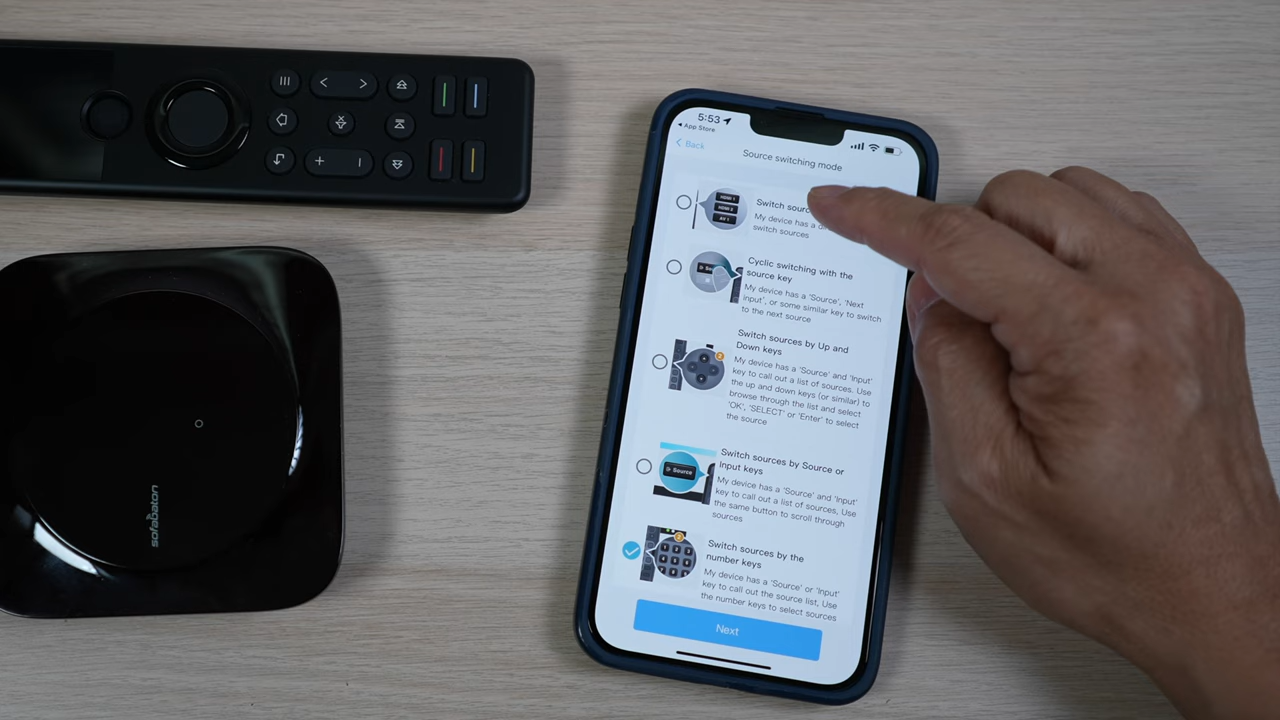 5:53
App Store
Back
Source switching mode
HDMI 1
HDMI 2
AV 1
Switch
My device has a
switch sources
Cyclic switching with the
source key
My device has a 'Source', 'Next
input', or some similar key to switch
to the next source
Switch sources by Up and
Down keys
2
My device has a 'Source' and 'Input'
key to call out a list of sources. Use
the up and down keys (or similar) to
browse through the list and select
'OK', 'SELECT' or 'Enter' to select
the source
Switch sources by Source or
Input keys
Source
My device has a 'Source' and 'Input'
key to call out a list of sources, Use
the same button to scroll through
sources
Switch sources by the
number keys
My device has a 'Source' or 'Input'
key to call out the source list, Use
the number keys to select sources
Next
sofabaton